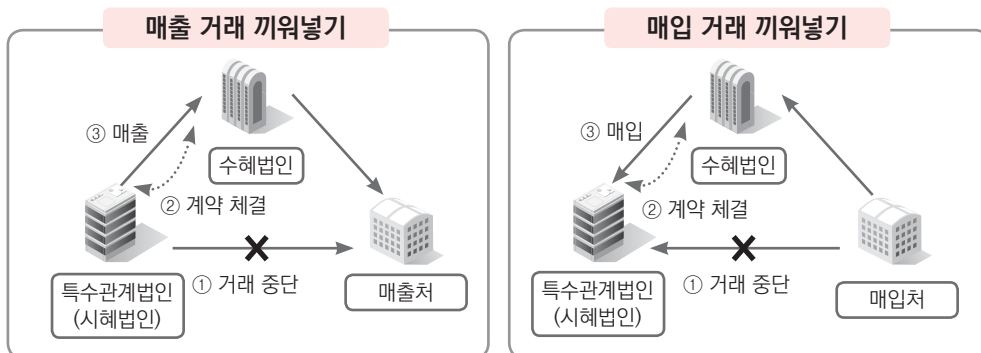 매출 거래 끼워넣기
③ 매출
수혜법인
② 계약 체결
① 거래 중단
특수관계법인
(시혜법인)
매출처
매입 거래 끼워넣기
③ 매입
수혜법인
② 계약 체결
① 거래 중단
특수관계법인
(시혜법인)
매입처